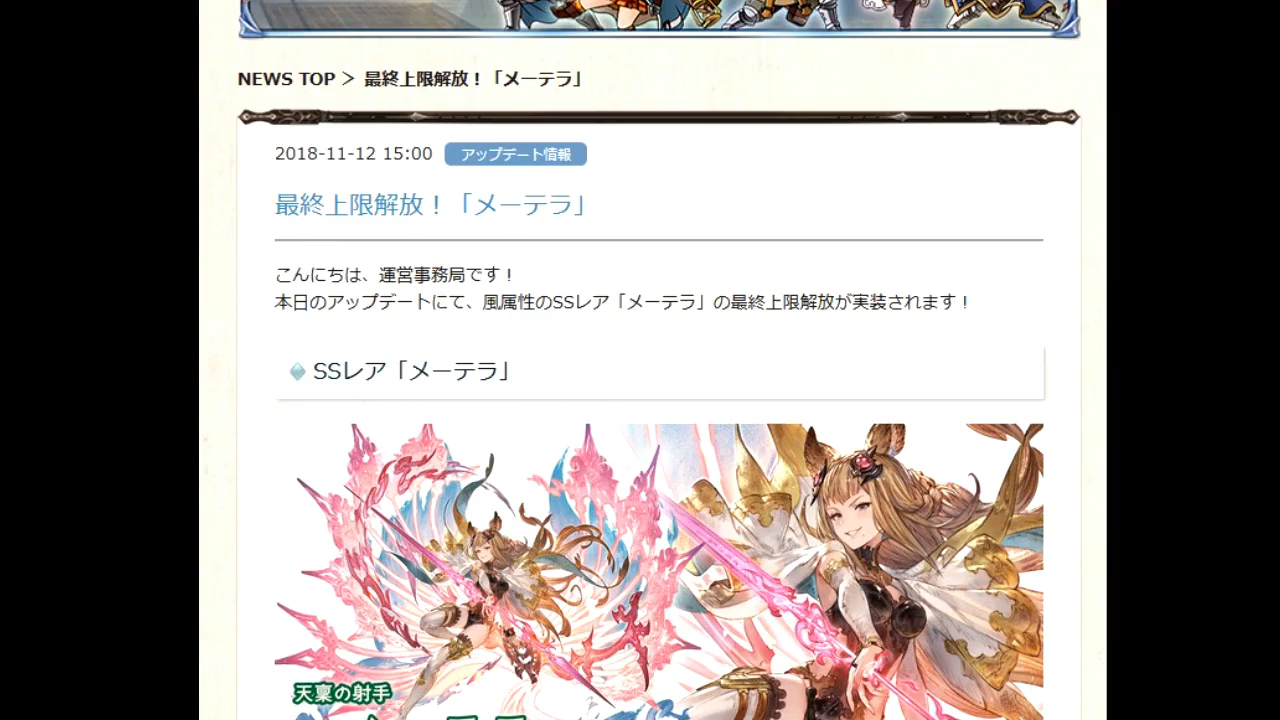 NEWS TOP ＞ 最終上限解放！「メーテラ」
2018-11-12 15:00 アップデート情報
最終上限解放！「メーテラ」
こんにちは、運営事務局です！
本日のアップデートにて、風属性のSSレア「メーテラ」の最終上限解放が実装されます！
SSレア「メーテラ」
天稟の射手